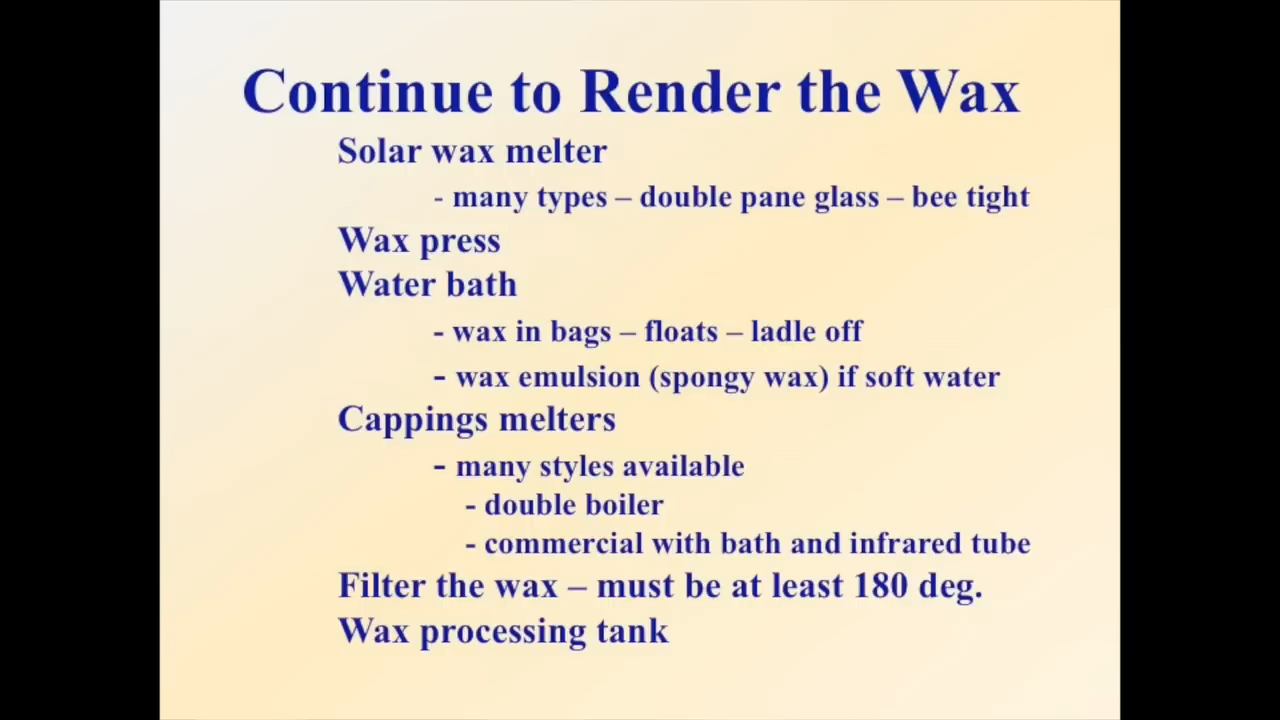 Continue to Render the Wax
Solar wax melter
- many types – double pane glass – bee tight
Wax press
Water bath
- wax in bags – floats – ladle off
- wax emulsion (spongy wax) if soft water
Cappings melters
- many styles available
- double boiler
- commercial with bath and infrared tube
Filter the wax – must be at least 180 deg.
Wax processing tank